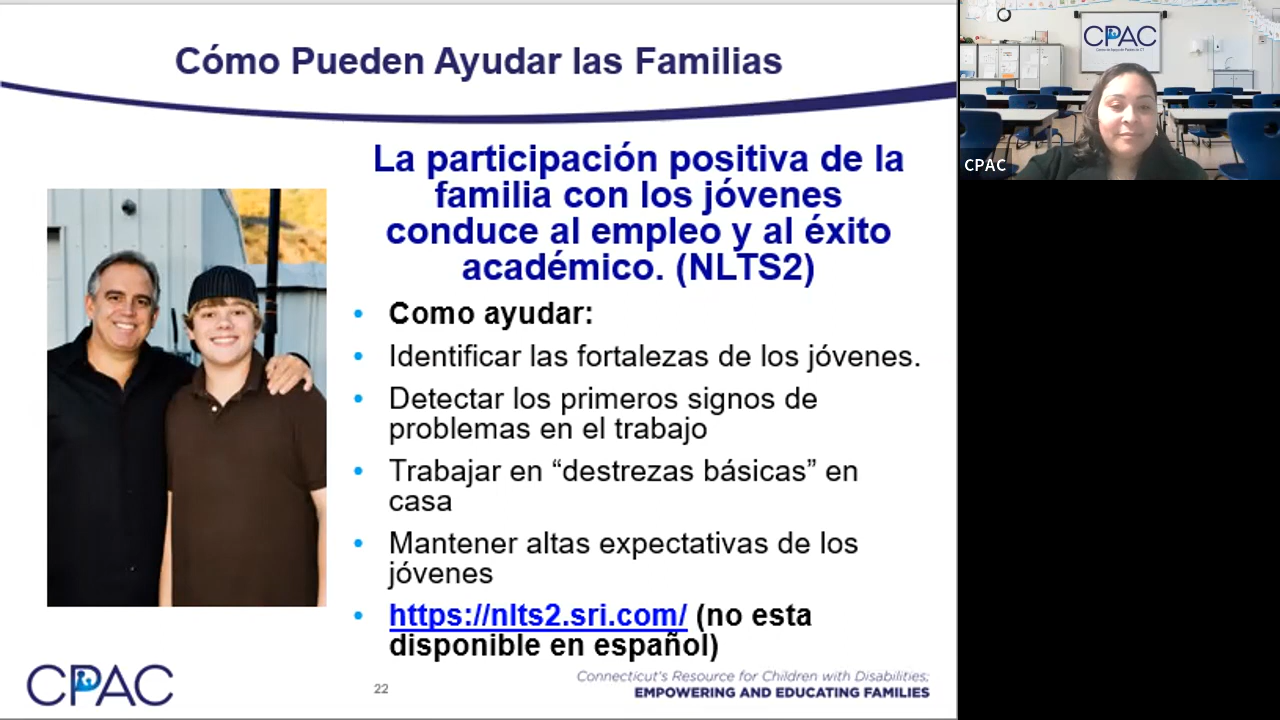 Cómo Pueden Ayudar las Familias
La participación positiva de la
familia con los jóvenes
conduce al empleo y al éxito
académico. (NLTS2)
• Como ayudar:
• Identificar las fortalezas de los jóvenes.
• Detectar los primeros signos de
problemas en el trabajo
• Trabajar en “destrezas básicas” en
casa
• Mantener altas expectativas de los
jóvenes
• https://nlts2.sri.com/ (no esta
disponible en español)
CPAC
22
Connecticut's Resource for Children with Disabilities;
EMPOWERING AND EDUCATING FAMILIES
CPAC
CPAC